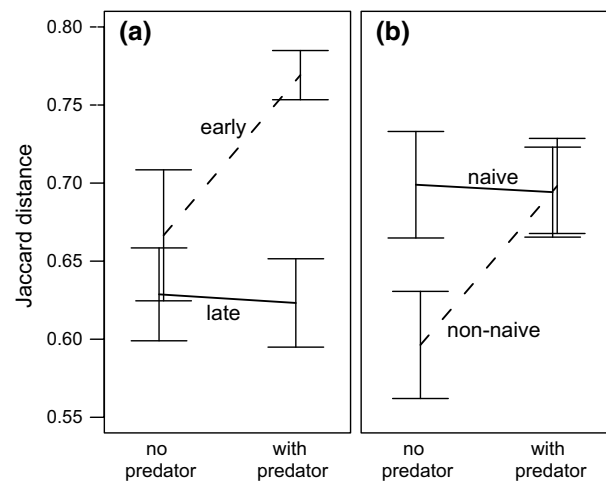 (a)
(b)
Jaccard distance
0.80
0.75
0.70
0.65
0.60
0.55
early
late
naive
non-naive
no
predator
with
predator
no
predator
with
predator